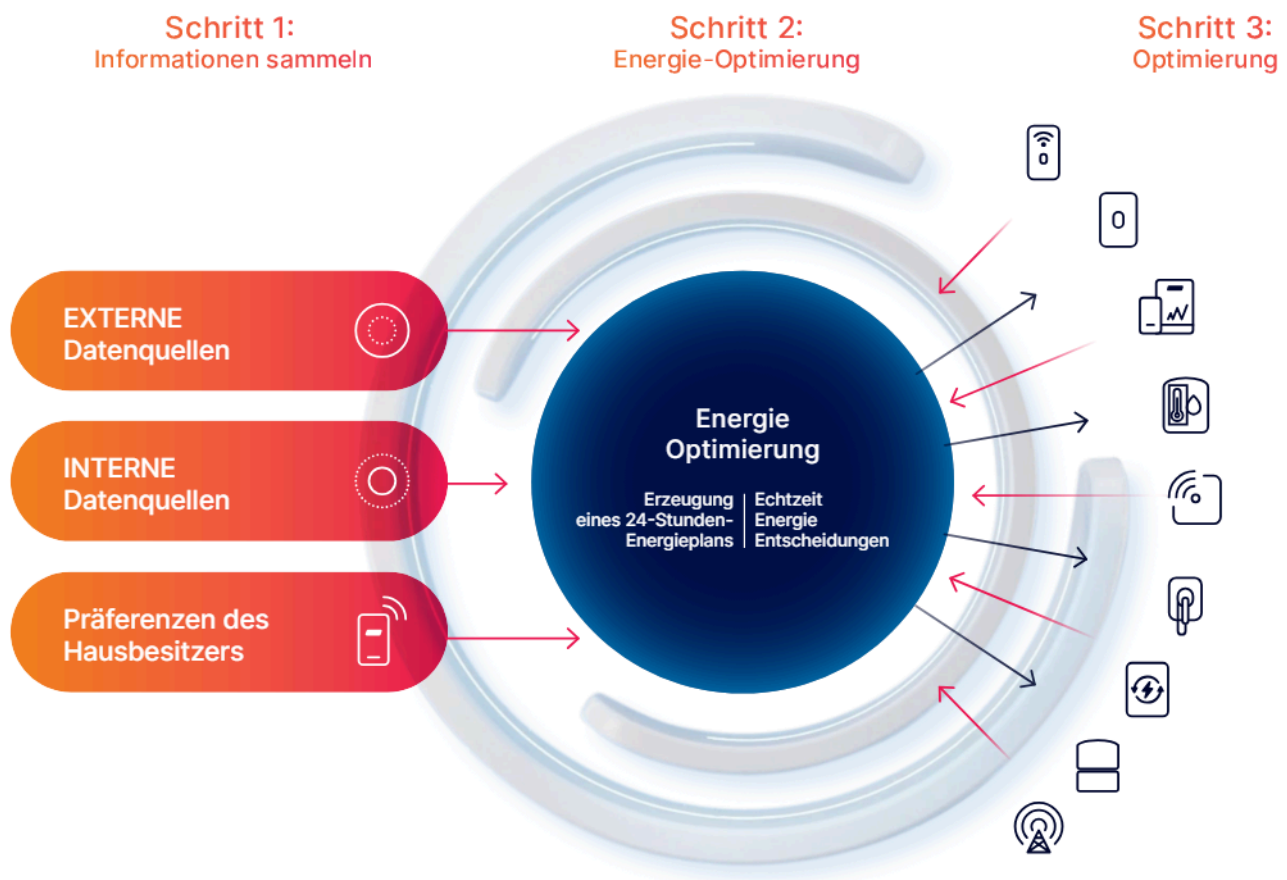 Schritt 1:
Informationen sammeln
Schritt 2:
Energie-Optimierung
Schritt 3:
Optimierung
EXTERNE
Datenquellen
INTERNE
Datenquellen
Präferenzen des
Hausbesitzers
Energie
Optimierung
Erzeugung
eines 24-Stunden-
Energieplans
Echtzeit
Energie
Entscheidungen